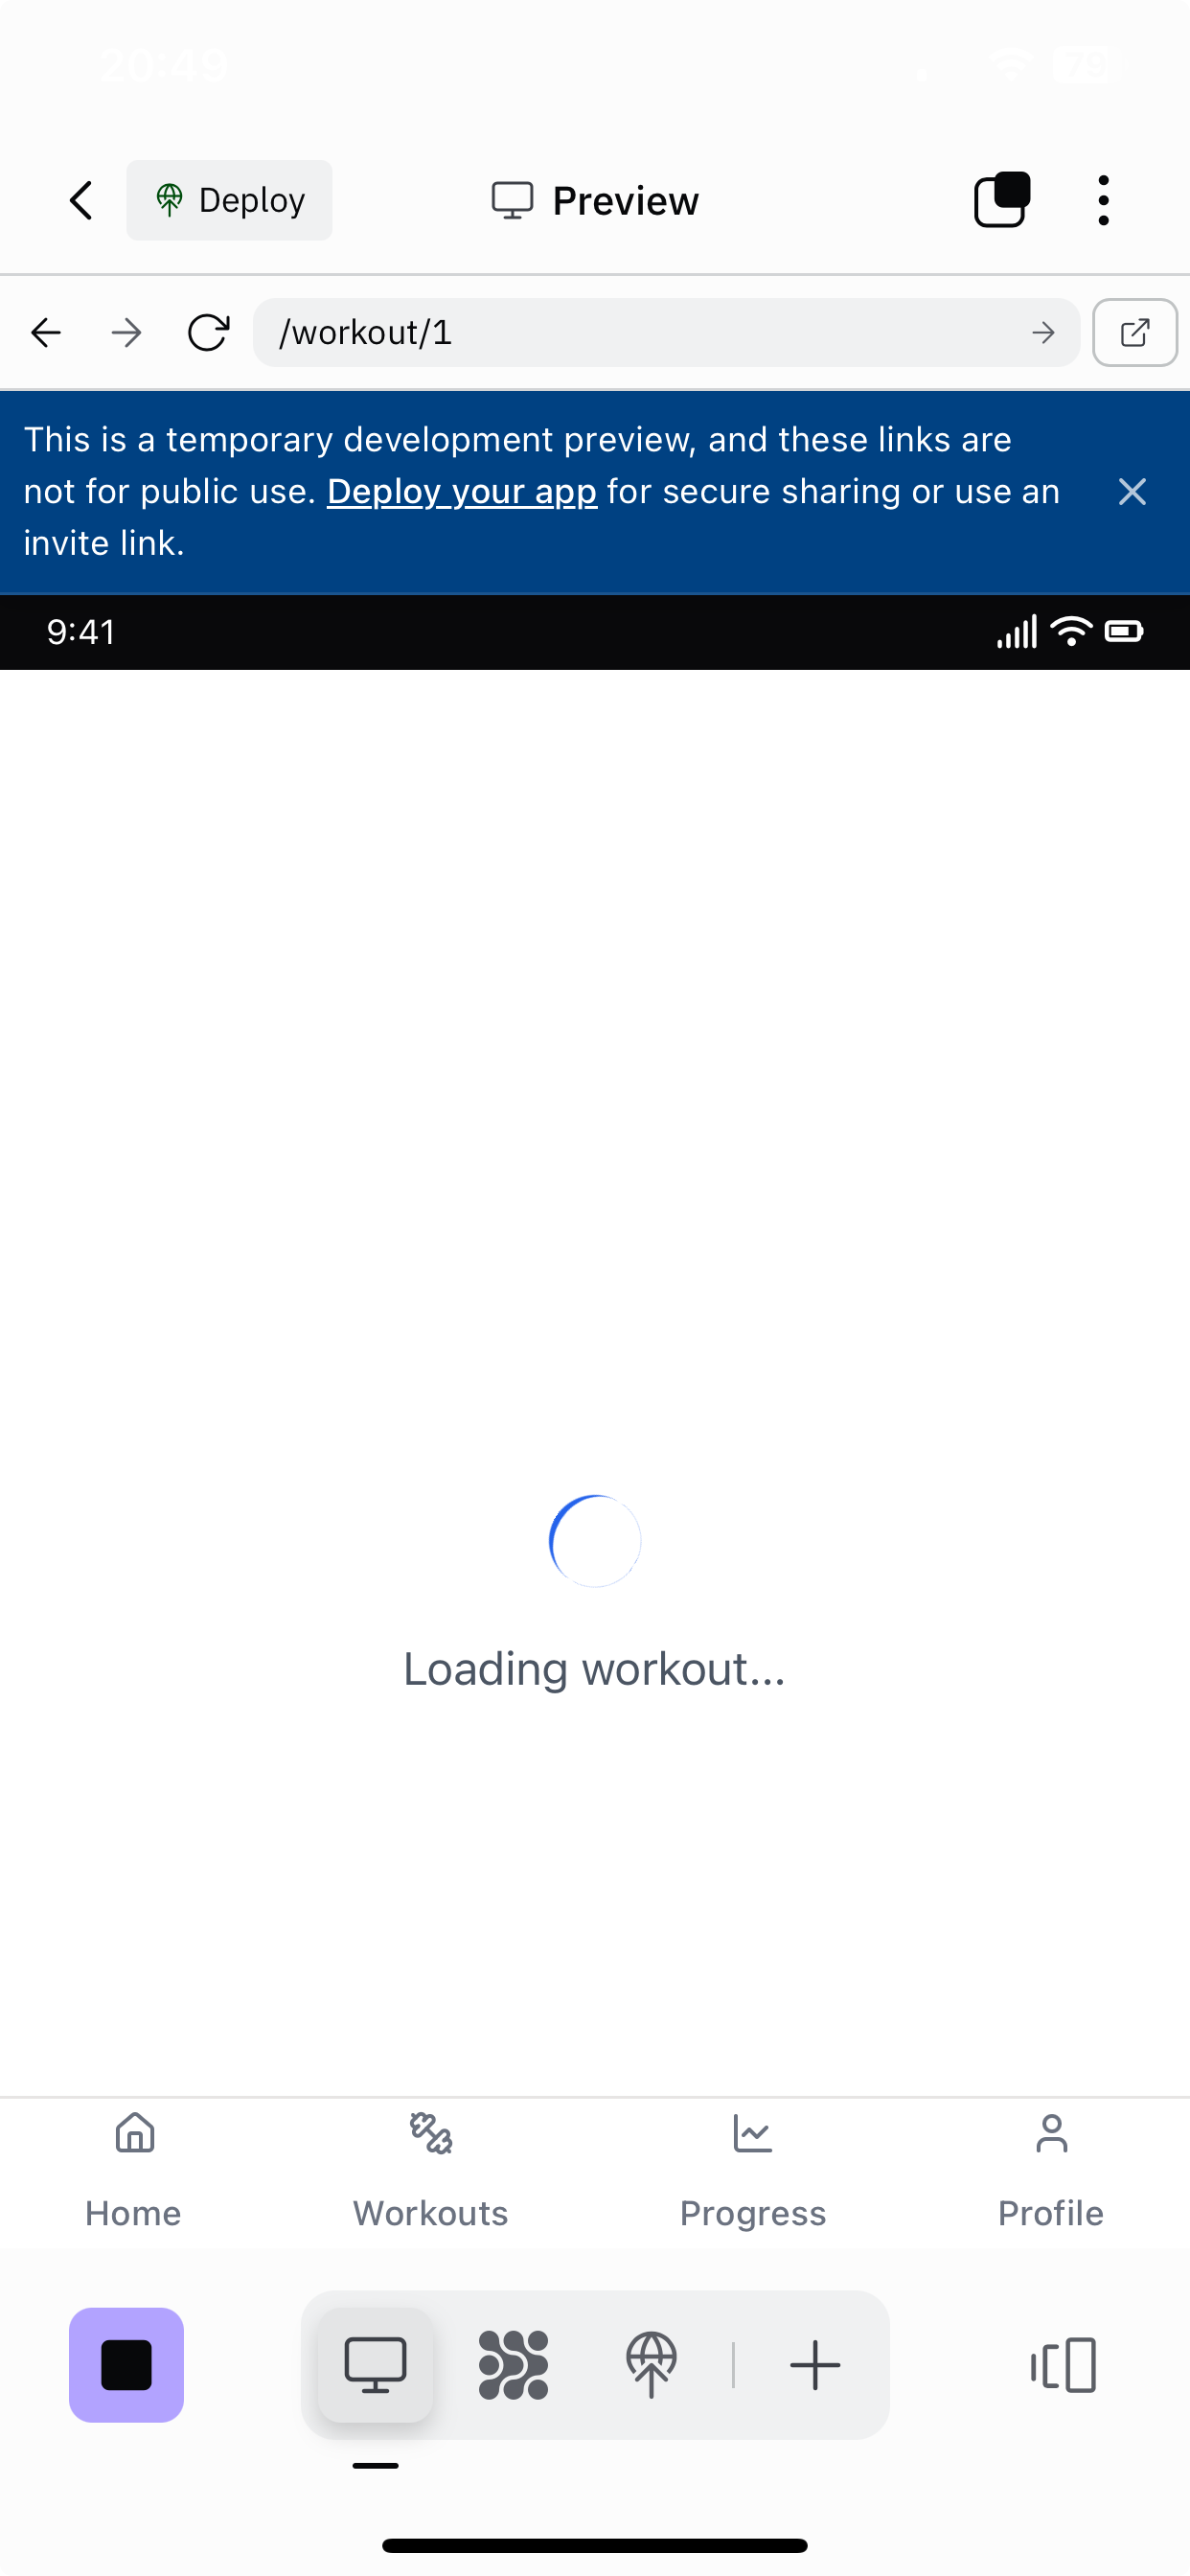 20:49
79
Deploy
Preview
/workout/1
This is a temporary development preview, and these links are
not for public use. Deploy your app for secure sharing or use an
invite link.
9:41
Loading workout...
Home
Workouts
Progress
Profile